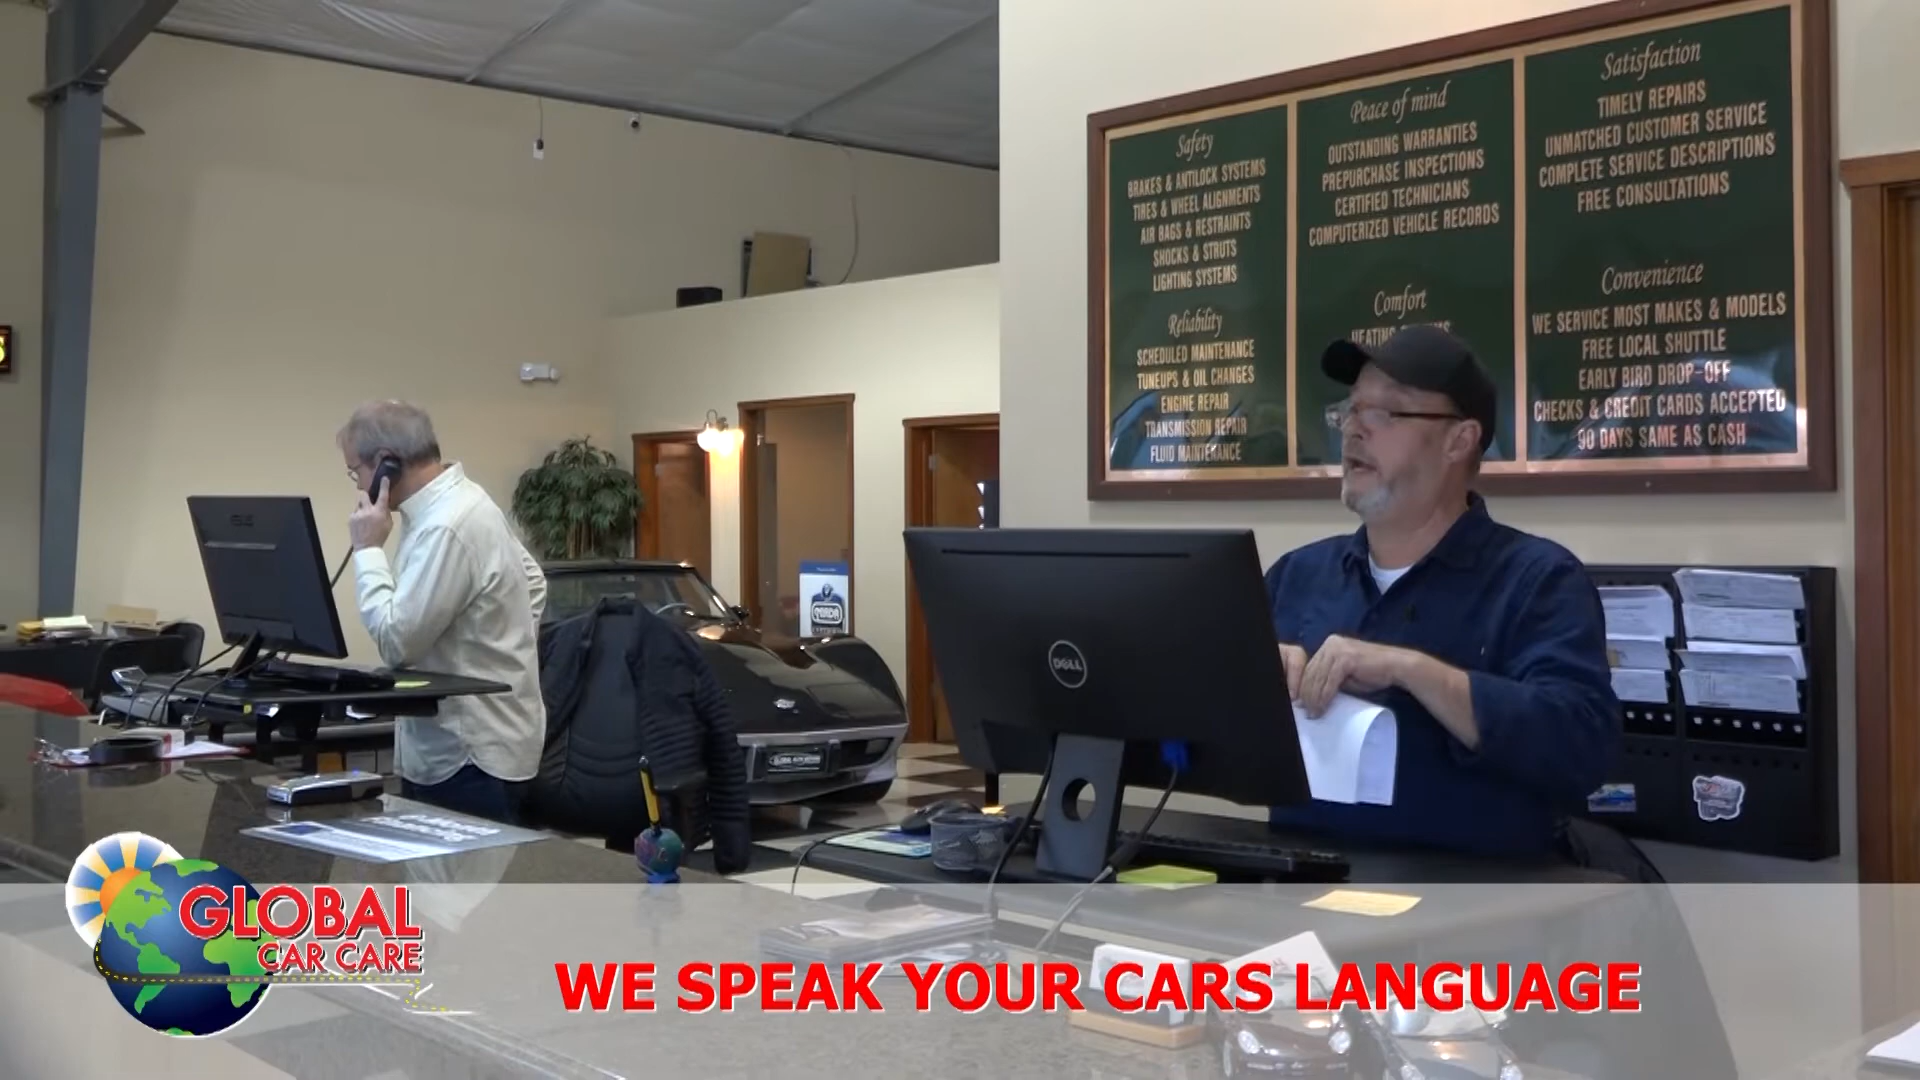 Safety
BRAKES & ANTILOCK SYSTEMS
TIRES & WHEEL ALIGNMENTS
AIR BAGS & RESTRAINTS
SHOCKS & STRUTS
LIGHTING SYSTEMS
Reliability
SCHEDULED MAINTENANCE
TUNEUPS & OIL CHANGES
ENGINE REPAIR
TRANSMISSION REPAIR
FLUID MAINTENANCE
Peace of mind
OUTSTANDING WARRANTIES
PREPURCHASE INSPECTIONS
CERTIFIED TECHNICIANS
COMPUTERIZED VEHICLE RECORDS
Comfort
HEATING
Satisfaction
TIMELY REPAIRS
UNMATCHED CUSTOMER SERVICE
COMPLETE SERVICE DESCRIPTIONS
FREE CONSULTATIONS
Convenience
WE SERVICE MOST MAKES & MODELS
FREE LOCAL SHUTTLE
EARLY BIRD DROP-OFF
CHECKS & CREDIT CARDS ACCEPTED
90 DAYS SAME AS CASH
ASUS
DELL
GLOBAL
CAR CARE
WE SPEAK YOUR CARS LANGUAGE